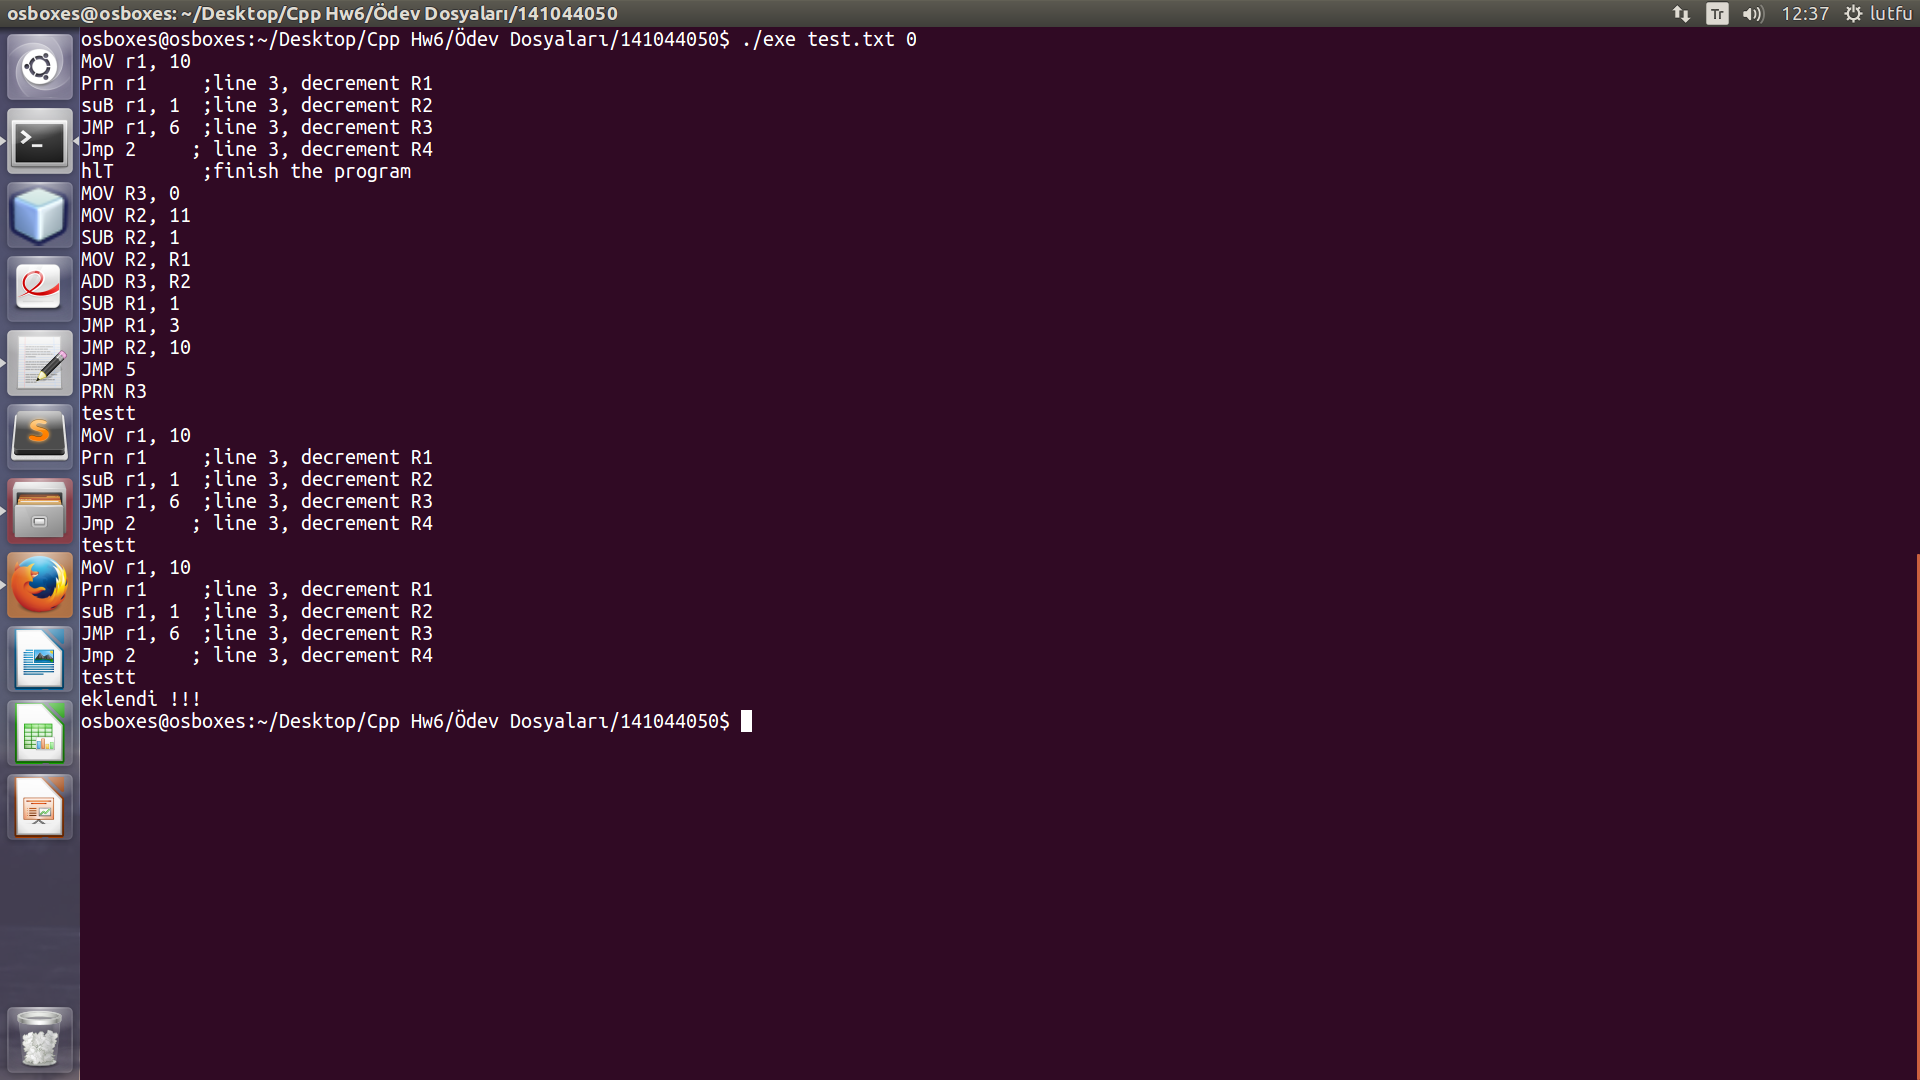 osboxes@osboxes: ~/Desktop/Cpp Hw6/Ödev Dosyaları/141044050
Tr
12:37
lutfu
osboxes@osboxes:~/Desktop/Cpp Hw6/Ödev Dosyaları/141044050$ ./exe test.txt 0
MoV r1, 10
Prn r1     ;line 3, decrement R1
suB r1, 1  ;line 3, decrement R2
JMP r1, 6  ;line 3, decrement R3
Jmp 2     ; line 3, decrement R4
hlT        ;finish the program
MOV R3, 0
MOV R2, 11
SUB R2, 1
MOV R2, R1
ADD R3, R2
SUB R1, 1
JMP R1, 3
JMP R2, 10
JMP 5
PRN R3
testt
MoV r1, 10
Prn r1     ;line 3, decrement R1
suB r1, 1  ;line 3, decrement R2
JMP r1, 6  ;line 3, decrement R3
Jmp 2     ; line 3, decrement R4
testt
MoV r1, 10
Prn r1     ;line 3, decrement R1
suB r1, 1  ;line 3, decrement R2
JMP r1, 6  ;line 3, decrement R3
Jmp 2     ; line 3, decrement R4
testt
eklendi !!!
osboxes@osboxes:~/Desktop/Cpp Hw6/Ödev Dosyaları/141044050$